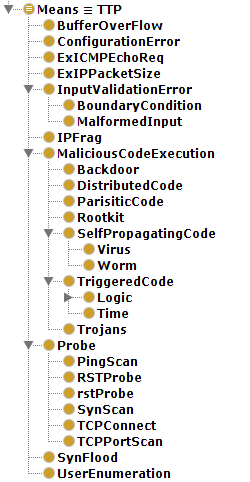 Means ≡ TTP
BufferOverFlow
ConfigurationError
ExICMPEchoReq
ExIPPacketSize
InputValidationError
BoundaryCondition
MalformedInput
IPFrag
MaliciousCodeExecution
Backdoor
DistributedCode
ParisiticCode
Rootkit
SelfPropagatingCode
Virus
Worm
TriggeredCode
Logic
Time
Trojans
Probe
PingScan
RSTProbe
rstProbe
SynScan
TCPConnect
TCPPortScan
SynFlood
UserEnumeration